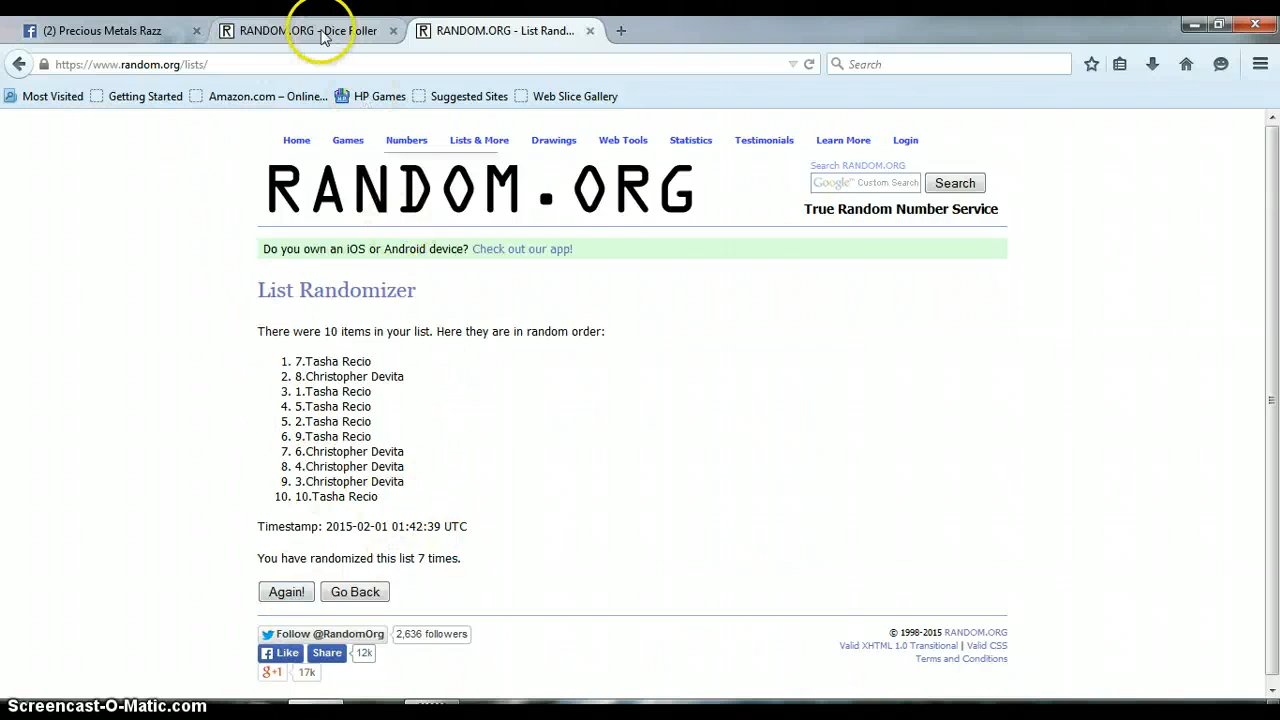 (2) Precious Metals Razz
RANDOM.ORG - Dice Roller
RANDOM.ORG - List Rand...
https://www.random.org/lists/
Search
Most Visited
Getting Started
Amazon.com – Online...
HP Games
Suggested Sites
Web Slice Gallery
Home
Games
Numbers
Lists & More
Drawings
Web Tools
Statistics
Testimonials
Learn More
Login
RANDOM.ORG
Search RANDOM.ORG
Google™ Custom Search
Search
True Random Number Service
Do you own an iOS or Android device? Check out our app!
List Randomizer
There were 10 items in your list. Here they are in random order:
1. 7.Tasha Recio
2. 8.Christopher Devita
3. 1.Tasha Recio
4. 5.Tasha Recio
5. 2.Tasha Recio
6. 9.Tasha Recio
7. 6.Christopher Devita
8. 4.Christopher Devita
9. 3.Christopher Devita
10. 10.Tasha Recio
Timestamp: 2015-02-01 01:42:39 UTC
You have randomized this list 7 times.
Again!
Go Back
Follow @RandomOrg
2,636 followers
Like
Share
12k
g+1
17k
© 1998-2015 RANDOM.ORG
Valid XHTML 1.0 Transitional | Valid CSS
Terms and Conditions
Screencast-O-Matic.com